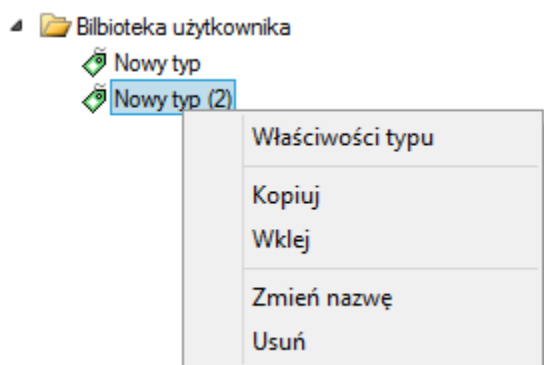 Bilbioteka użytkownika
Nowy typ
Nowy typ (2)
Właściwości typu
Kopiuj
Wklej
Zmień nazwę
Usuń